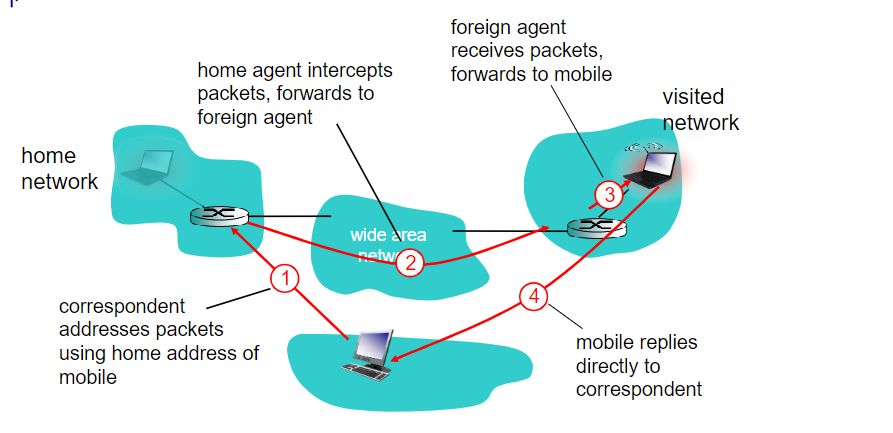 foreign agent
receives packets,
forwards to mobile
home agent intercepts
packets, forwards to
foreign agent
visited
network
home
network
3
wide area
2
1
4
correspondent
addresses packets
using home address of
mobile
mobile replies
directly to
correspondent